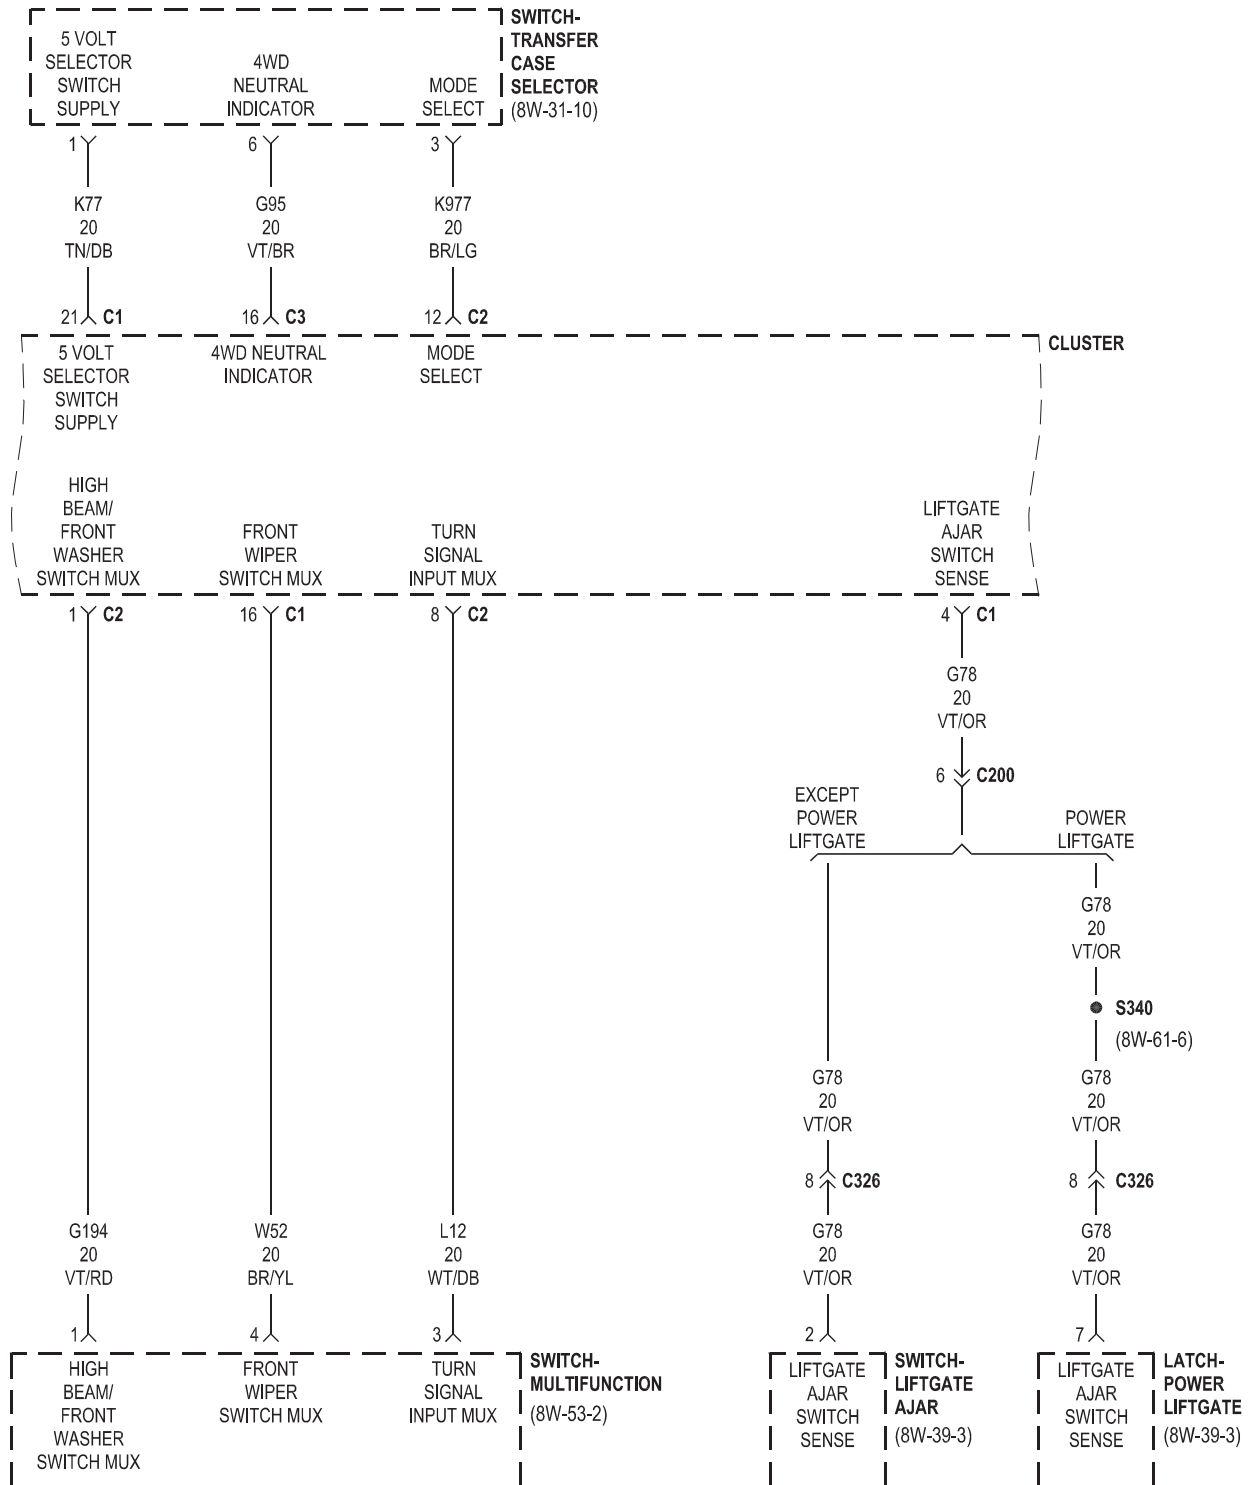 5 VOLT
SELECTOR
SWITCH
SUPPLY
4WD
NEUTRAL
INDICATOR
MODE
SELECT
SWITCH-
TRANSFER
CASE
SELECTOR
(8W-31-10)
1
6
3
K77
20
TN/DB
G95
20
VT/BR
K977
20
BR/LG
21 C1
16 C3
12 C2
CLUSTER
5 VOLT
SELECTOR
SWITCH
SUPPLY
4WD NEUTRAL
INDICATOR
MODE
SELECT
HIGH
BEAM/
FRONT
WASHER
SWITCH MUX
FRONT
WIPER
SWITCH MUX
TURN
SIGNAL
INPUT MUX
LIFTGATE
AJAR
SWITCH
SENSE
1 C2
16 C1
8 C2
4 C1
G78
20
VT/OR
6 C200
EXCEPT
POWER
LIFTGATE
POWER
LIFTGATE
G78
20
VT/OR
S340
(8W-61-6)
G78
20
VT/OR
G78
20
VT/OR
8 C326
8 C326
G194
20
VT/RD
W52
20
BR/YL
L12
20
WT/DB
G78
20
VT/OR
G78
20
VT/OR
1
4
3
2
7
HIGH
BEAM/
FRONT
WASHER
SWITCH MUX
FRONT
WIPER
SWITCH MUX
TURN
SIGNAL
INPUT MUX
SWITCH-
MULTIFUNCTION
(8W-53-2)
LIFTGATE
AJAR
SWITCH
SENSE
SWITCH-
LIFTGATE
AJAR
(8W-39-3)
LIFTGATE
AJAR
SWITCH
SENSE
LATCH-
POWER
LIFTGATE
(8W-39-3)